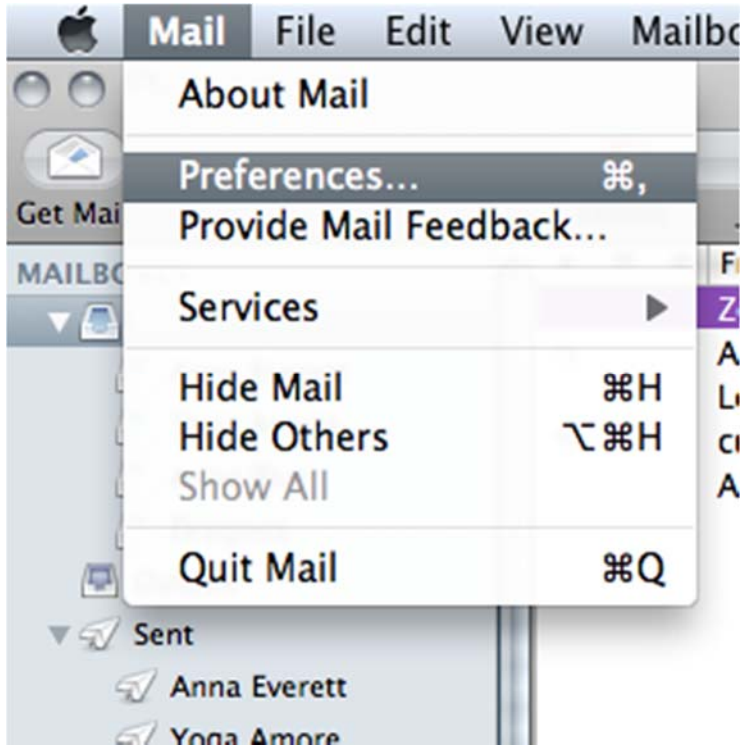 Mail File Edit View Mailbo
About Mail
Preferences... ⌘,
Provide Mail Feedback...
Get Mai
MAILBO
Services
Hide Mail ⌘H
Hide Others ⌥⌘H
Show All
Quit Mail ⌘Q
Sent
Anna Everett
Yoga Amore